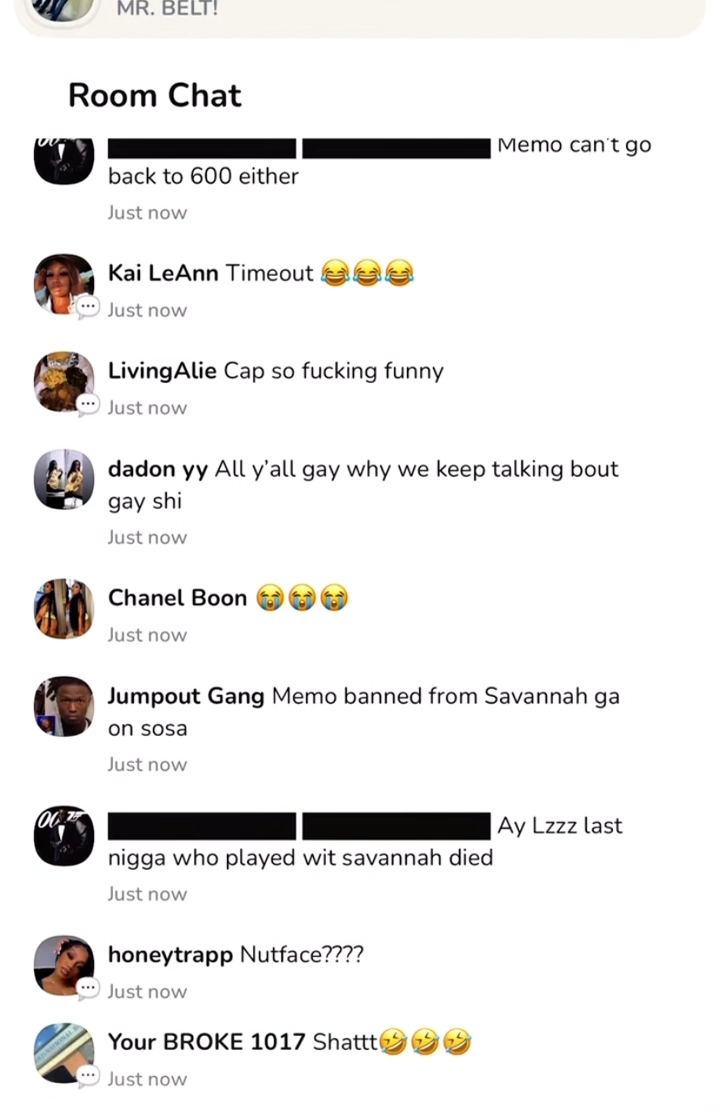 MR. BELT!
Room Chat
Memo can't go
back to 600 either
Just now
Kai LeAnn Timeout 😂😂😂
Just now
LivingAlie Cap so fucking funny
Just now
dadon yy All y'all gay why we keep talking bout
gay shi
Just now
Chanel Boon 😭😭😭
Just now
Jumpout Gang Memo banned from Savannah ga
on sosa
Just now
Ay Lzzz last
nigga who played wit savannah died
Just now
honeytrapp Nutface????
Just now
Your BROKE 1017 Shattt🤣🤣🤣
Just now